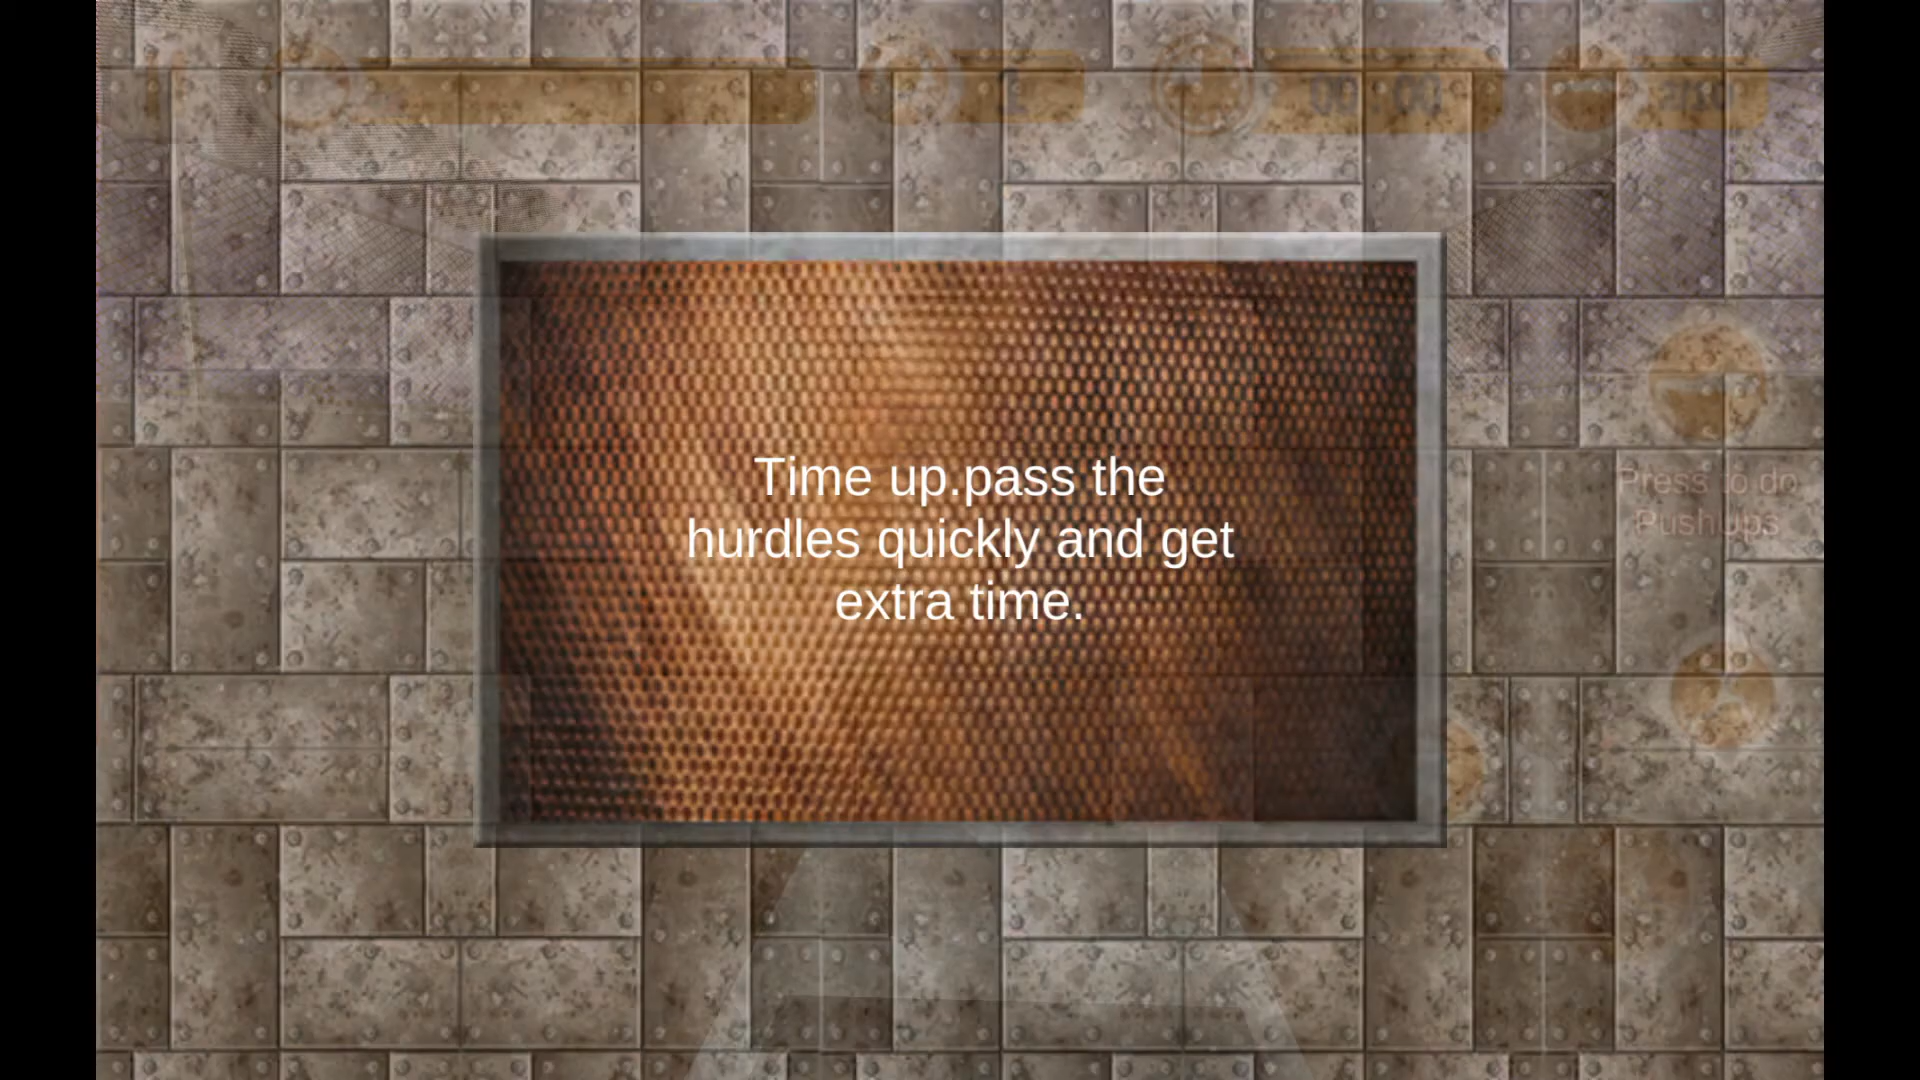 00:00
Time up.pass the
hurdles quickly and get
extra time.
Press to do
PushUps